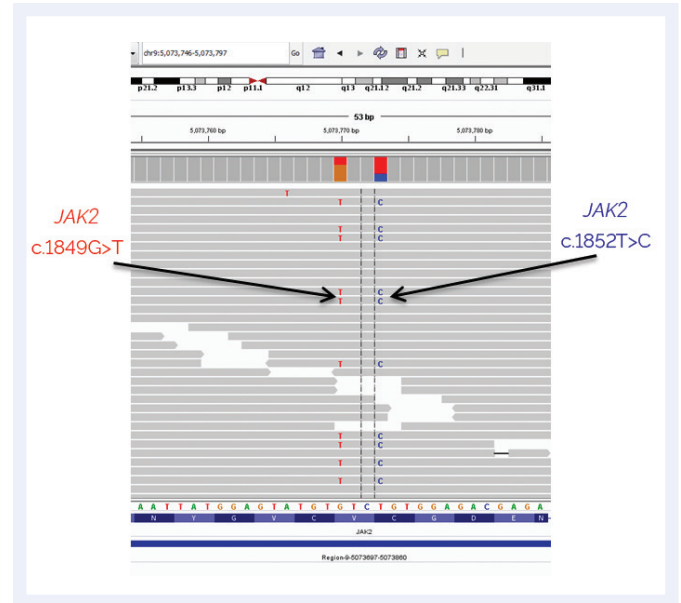 chr9:5,073,746-5,073,797 Go
p21.2 p13.3 p12 p11.1 q12 q13 q21.12 q21.2 q21.33 q22.31 q31.1
53 bp
5,073,760 bp 5,073,770 bp 5,073,780 bp
T
T C
JAK2
c.1849G>T
JAK2
c.1852T>C
T C
T C
T C
T C
T C
T C
T C
T C
T C
A A T T A T G G A G T A T G T G T C T G T G G A G A C G A G A
N Y G V C V C G D E N
JAK2
Region-9-5073697-5073860